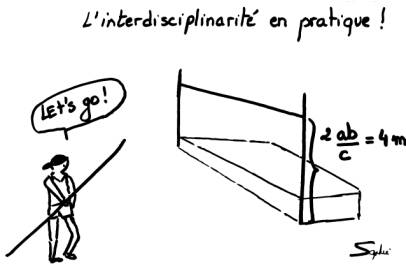 L'interdisciplinarité en pratique !
LET'S go !
2 ab/c = 4 m
Sophie